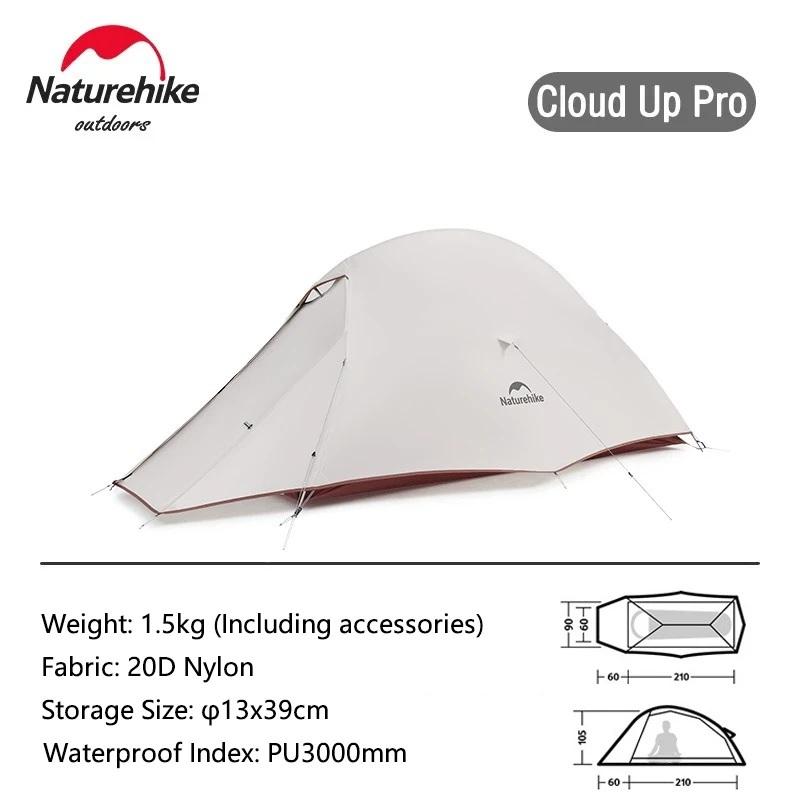 Naturehike
outdoors
Cloud Up Pro
Naturehike
Weight: 1.5kg (Including accessories)
Fabric: 20D Nylon
Storage Size: φ13x39cm
Waterproof Index: PU3000mm
90
60
60
210
105
60
210